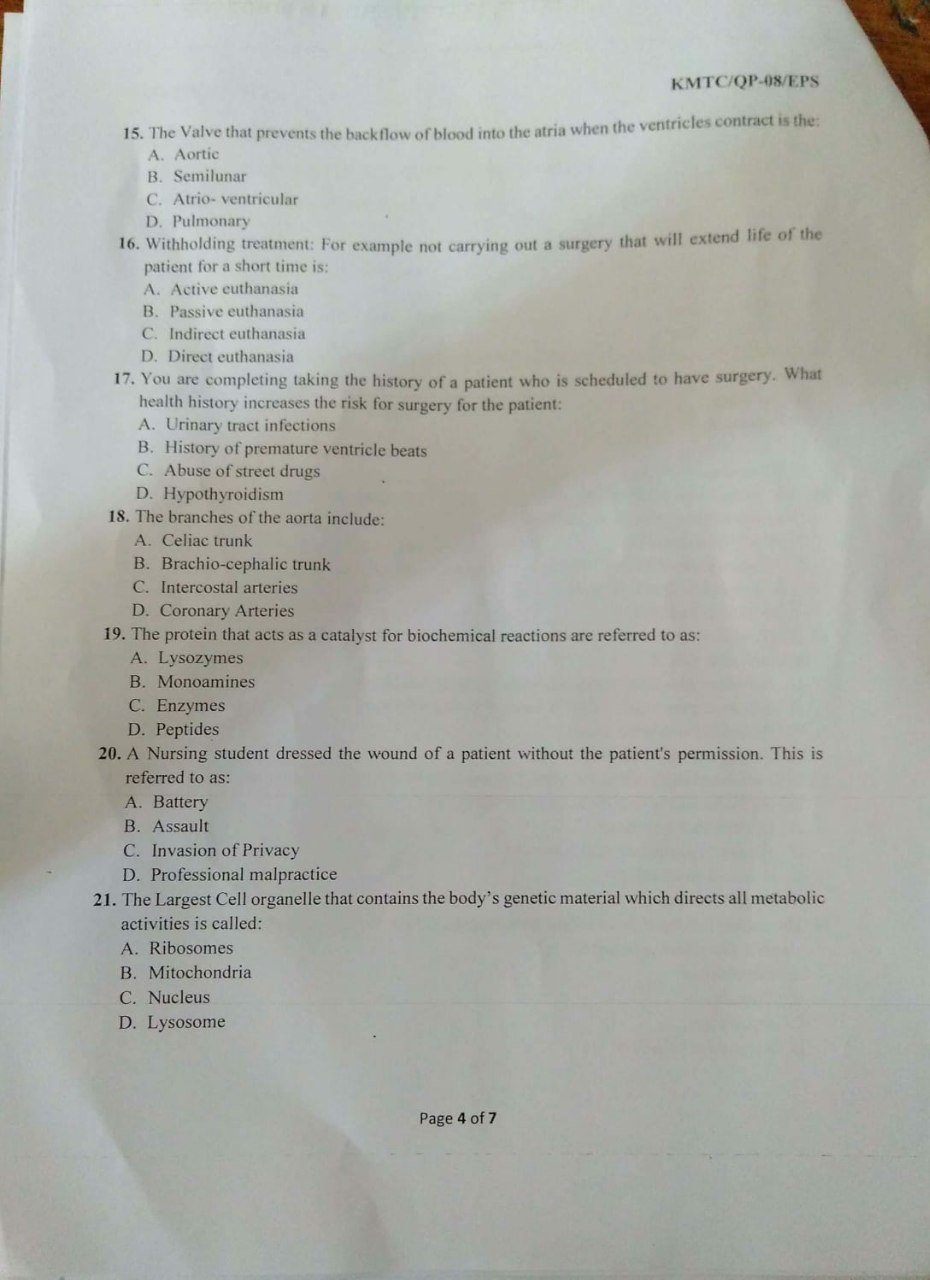 KMTC/QP-08/EPS
15. The Valve that prevents the backflow of blood into the atria when the ventricles contract is the:
A. Aortic
B. Semilunar
C. Atrio- ventricular
D. Pulmonary
16. Withholding treatment: For example not carrying out a surgery that will extend life of the
patient for a short time is:
A. Active euthanasia
B. Passive euthanasia
C. Indirect euthanasia
D. Direct euthanasia
17. You are completing taking the history of a patient who is scheduled to have surgery. What
health history increases the risk for surgery for the patient:
A. Urinary tract infections
B. History of premature ventricle beats
C. Abuse of street drugs
D. Hypothyroidism
18. The branches of the aorta include:
A. Celiac trunk
B. Brachio-cephalic trunk
C. Intercostal arteries
D. Coronary Arteries
19. The protein that acts as a catalyst for biochemical reactions are referred to as:
A. Lysozymes
B. Monoamines
C. Enzymes
D. Peptides
20. A Nursing student dressed the wound of a patient without the patient's permission. This is
referred to as:
A. Battery
B. Assault
C. Invasion of Privacy
D. Professional malpractice
21. The Largest Cell organelle that contains the body’s genetic material which directs all metabolic
activities is called:
A. Ribosomes
B. Mitochondria
C. Nucleus
D. Lysosome
Page 4 of 7